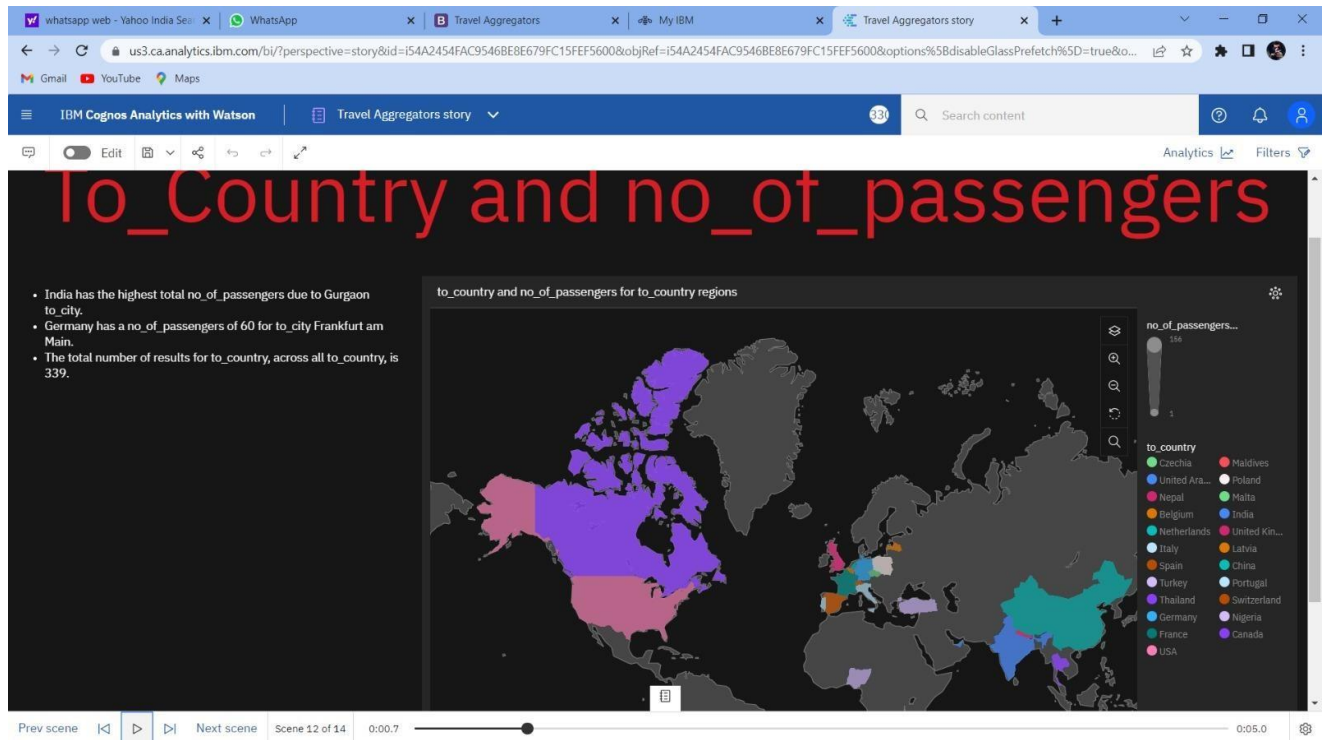 whatsapp web - Yahoo India Sea
WhatsApp
B Travel Aggregators
My IBM
Travel Aggregators story
us3.ca.analytics.ibm.com/bi/?perspective=story&id=i54A2454FAC9546BE8E679FC15FEF5600&objRef=i54A2454FAC9546BE8E679FC15FEF5600&options%5BdisableGlassPrefetch%5D=true&o...
Gmail YouTube Maps
IBM Cognos Analytics with Watson
Travel Aggregators story
Search content
Edit
Analytics
Filters
To_Country and no_of_passengers
• India has the highest total no_of_passengers due to Gurgaon
to_city.
• Germany has a no_of_passengers of 60 for to_city Frankfurt am
Main.
• The total number of results for to_country, across all to_country, is
339.
to_country and no_of_passengers for to_country regions
no_of_passengers...
1
to_country
Czechia Maldives
United Ara... Poland
Nepal Malta
Belgium India
Netherlands United Kin...
Italy Latvia
Spain China
Turkey Portugal
Thailand Switzerland
Germany Nigeria
France Canada
USA
Prev scene Next scene Scene 12 of 14 0:00.7 0:05.0